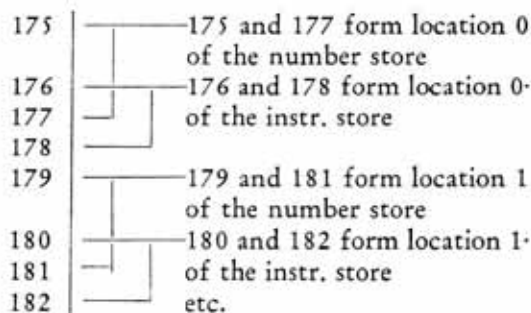 175 175 and 177 form location 0
of the number store
176 176 and 178 form location 0·
177 of the instr. store
178
179 179 and 181 form location 1
of the number store
180 180 and 182 form location 1·
181 of the instr. store
182 etc.